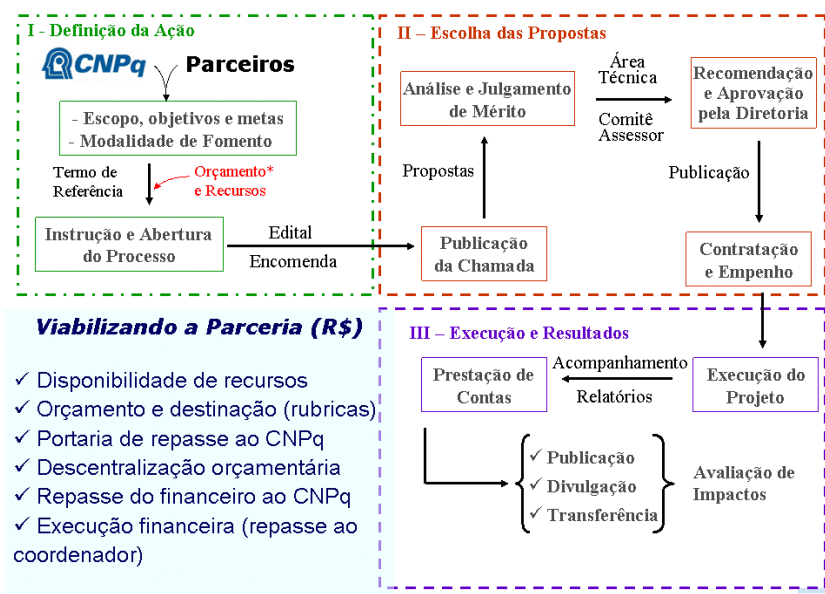 I - Definição da Ação
CNPq
Parceiros
- Escopo, objetivos e metas
- Modalidade de Fomento
Termo de
Referência
Orçamento*
e Recursos
Instrução e Abertura
do Processo
Edital
Encomenda
II – Escolha das Propostas
Análise e Julgamento
de Mérito
Área
Técnica
Comitê
Assessor
Recomendação
e Aprovação
pela Diretoria
Propostas
Publicação
Publicação
da Chamada
Contratação
e Empenho
Viabilizando a Parceria (R$)
✓ Disponibilidade de recursos
✓ Orçamento e destinação (rubricas)
✓ Portaria de repasse ao CNPq
✓ Descentralização orçamentária
✓ Repasse do financeiro ao CNPq
✓ Execução financeira (repasse ao
coordenador)
III – Execução e Resultados
Prestação de
Contas
Acompanhamento
Relatórios
Execução do
Projeto
✓ Publicação
✓ Divulgação
✓ Transferência
Avaliação de
Impactos